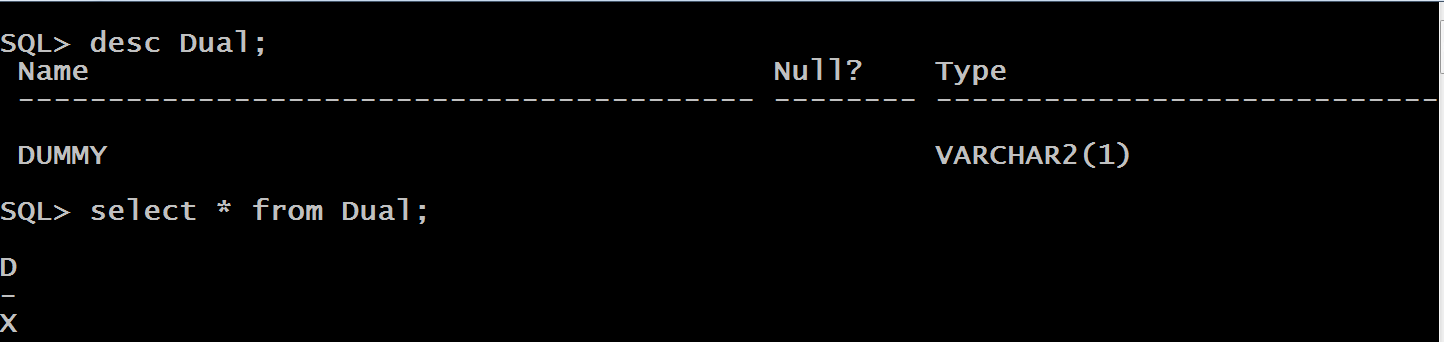 SQL> desc Dual;
 Name                                      Null?    Type
 ----------------------------------------- -------- ----------------------------
 DUMMY                                              VARCHAR2(1)
SQL> select * from Dual;
D
-
X